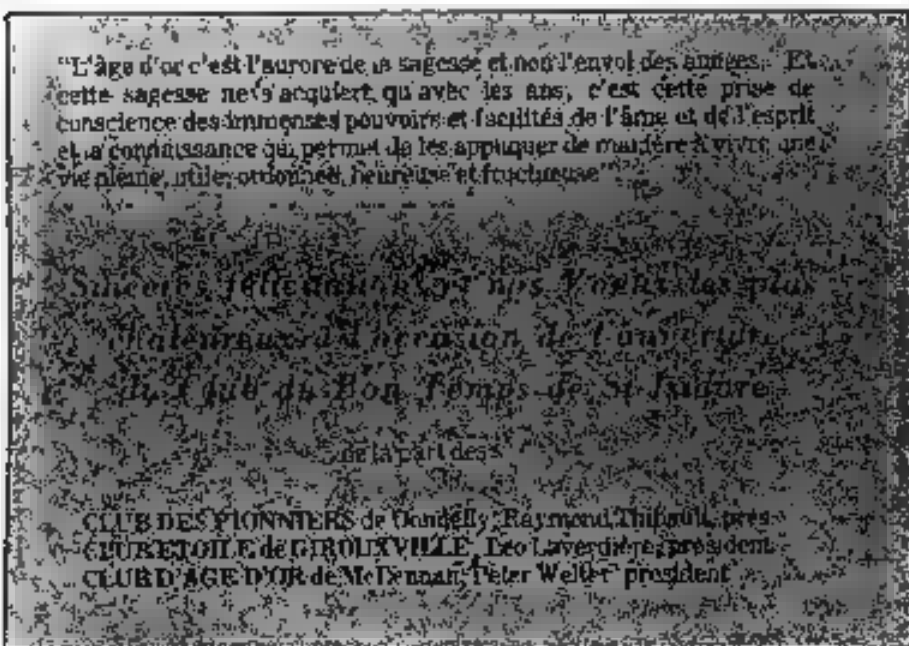 "L'âge d'or c'est l'aurore de la sagesse et non l'envol des années. Et
cette sagesse ne s'acquiert qu'avec les ans, c'est cette prise de
conscience des immenses pouvoirs et facilités de l'âme et de l'esprit
et la connaissance qui permet de les appliquer de manière à vivre une
vie pleine, utile, ordonnée, heureuse et fructueuse"
Sincères félicitations et nos Voeux les plus
chaleureux à l'occasion de l'ouverture
du Club du Bon Temps de St Isidore
de la part des
CLUB DES PIONNIERS de Donnelly, Raymond Thibault, prés.
CLUB ETOILE de GIROUXVILLE, Léo Laverdière, président
CLUB D'AGE D'OR de McLennan, Peter Welter président